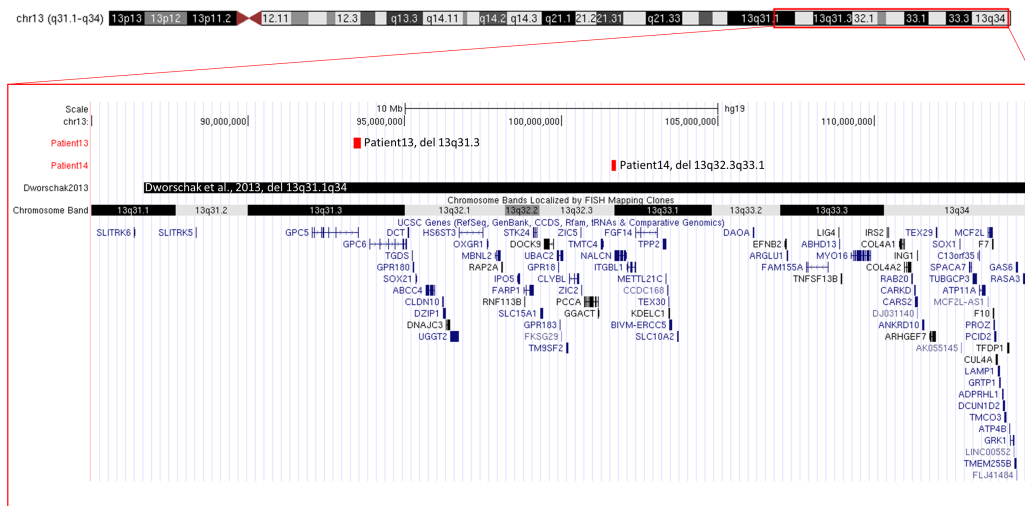 chr13 (q31.1-q34) 13p13 13p12 13p11.2 12.11 12.3 q13.3 q14.11 q14.2 q14.3 q21.1 21.2 21.31 q21.33 13q31.1 13q31.3 32.1 33.1 33.3 13q34
Scale 10 Mb hg19
chr13: 90,000,000 95,000,000 100,000,000 105,000,000 110,000,000
Patient13 Patient13, del 13q31.3
Patient14 Patient14, del 13q32.3q33.1
Dworschak2013 Dworschak et al., 2013, del 13q31.1q34
Chromosome Bands Localized by FISH Mapping Clones
Chromosome Band 13q31.1 13q31.2 13q31.3 13q32.1 13q32.2 13q32.3 13q33.1 13q33.2 13q33.3 13q34
UCSC Genes (RefSeq, GenBank, CCDS, Rfam, tRNAs & Comparative Genomics)
SLITRK6 SLITRK5 GPC5 DCT HS6ST3 STK24 ZIC5 FGF14 DAOA LIG4 IRS2 TEX29 MCF2L
GPC6 OXGR1 DOCK9 TMTC4 TPP2 EFNB2 ABHD13 COL4A1 SOX1 F7
TGDS MBNL2 UBAC2 NALCN ARGLU1 MYO16 ING1 C13orf35
GPR180 RAP2A GPR18 ITGBL1 FAM155A COL4A2 SPACA7 GAS6
SOX21 IPO5 CLYBL METTL21C TNFSF13B RAB20 TUBGCP3 RASA3
ABCC4 FARP1 ZIC2 CCDC168 CARKD ATP11A
CLDN10 RNF113B PCCA TEX30 CARS2 MCF2L-AS1
DZIP1 SLC15A1 GGACT KDELC1 DJ031140 F10
DNAJC3 GPR183 BIVM-ERCC5 ANKRD10 PROZ
UGGT2 FKSG29 SLC10A2 ARHGEF7 PCID2
TM9SF2 AK055145 TFDP1
CUL4A
LAMP1
GRTP1
ADPRHL1
DCUN1D2
TMCO3
ATP4B
GRK1
LINC00552
TMEM255B
FLJ41484